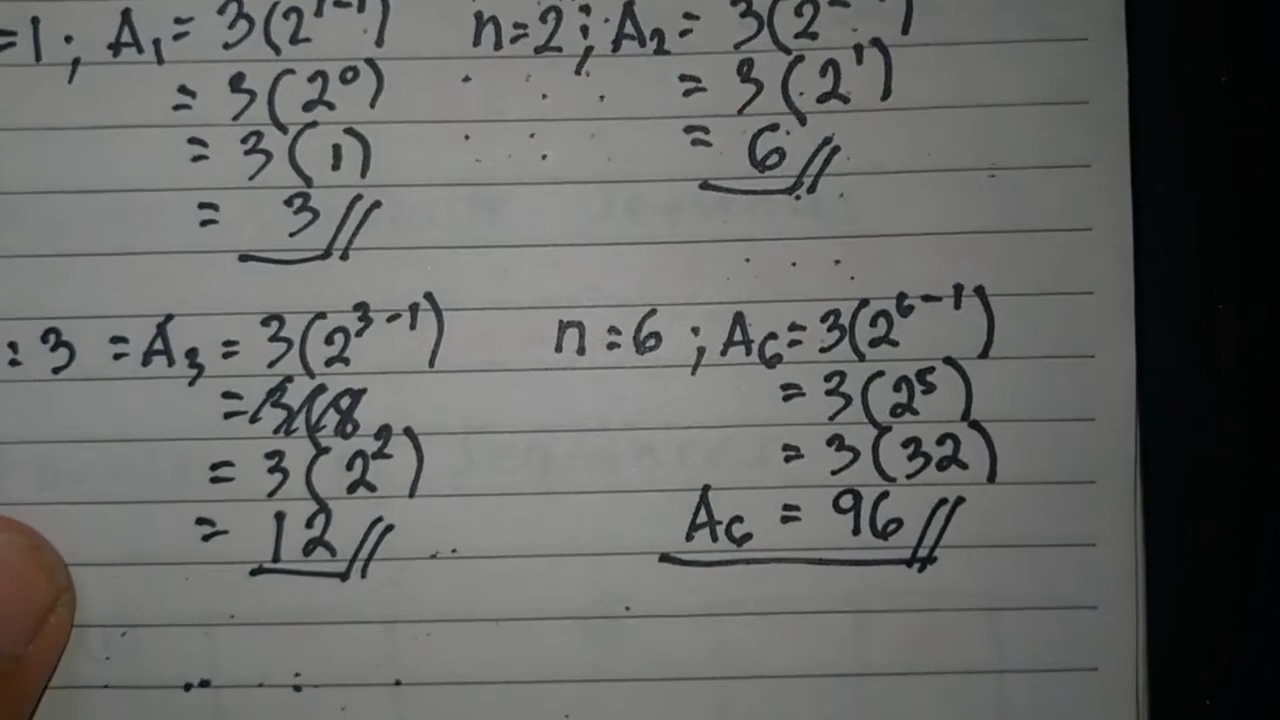 =1 ; A₁ = 3(2¹⁻¹)
= 3(2⁰)
= 3(1)
= 3//
n=2 ; A₂ = 3(2
= 3(2¹)
= 6//
: 3 = A₃ = 3(2³⁻¹)
= 3(2²)
= 12//
n=6 ; A₆ = 3(2⁶⁻¹)
= 3(2⁵)
= 3(32)
A₆ = 96//